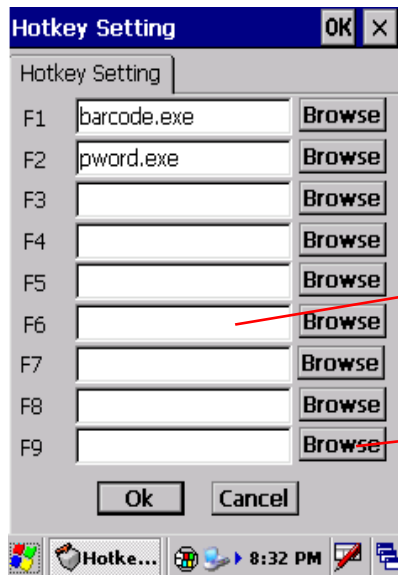 Hotkey Setting OK ×
Hotkey Setting
F1 barcode.exe Browse
F2 pword.exe Browse
F3 Browse
F4 Browse
F5 Browse
F6 Browse
F7 Browse
F8 Browse
F9 Browse
Ok Cancel
Hotke... 8:32 PM